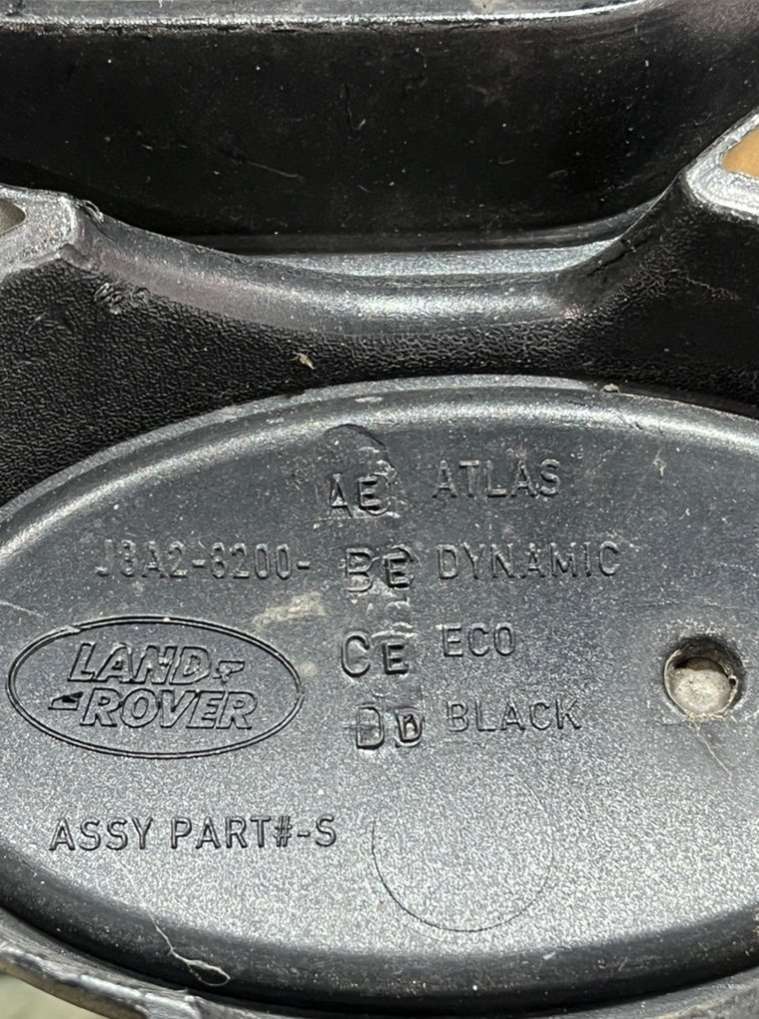 AE ATLAS
J8A2-8200- BE DYNAMIC
CE ECO
LAND-
-ROVER
DD BLACK
ASSY PART#-S